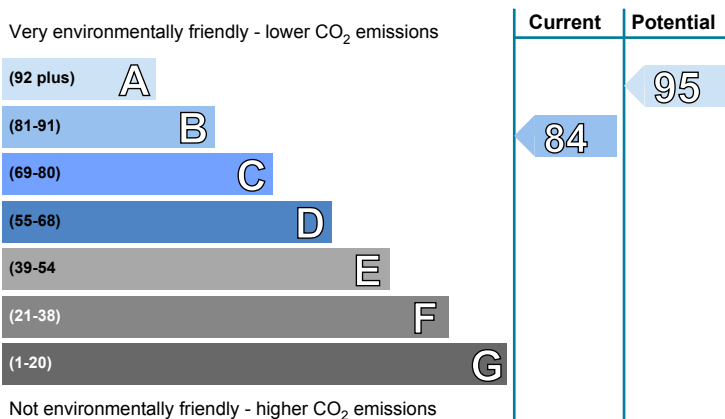 Very environmentally friendly - lower CO2 emissions
Current
Potential
(92 plus) A
95
(81-91) B
84
(69-80) C
(55-68) D
(39-54 E
(21-38) F
(1-20) G
Not environmentally friendly - higher CO2 emissions